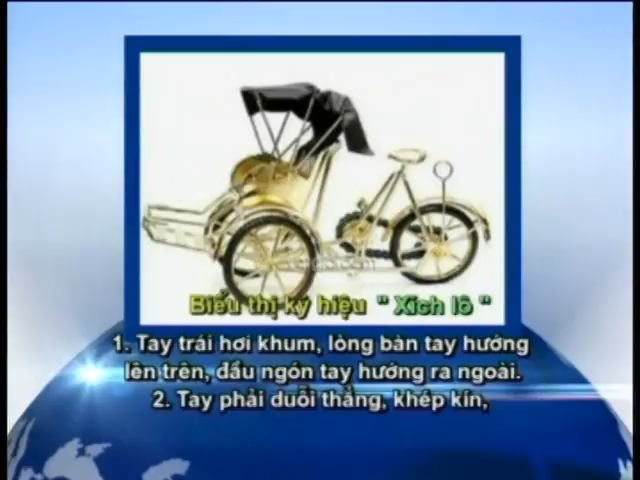 Biểu thị ký hiệu " Xích lô "
1. Tay trái hơi khum, lòng bàn tay hướng
lên trên, đầu ngón tay hướng ra ngoài.
2. Tay phải duỗi thẳng, khép kín,